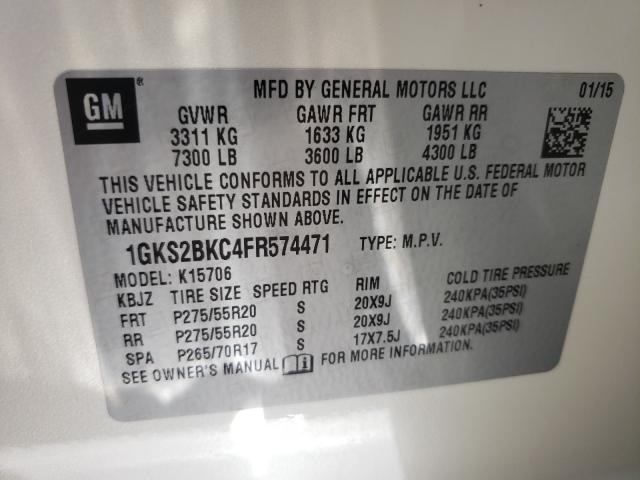 GM ®
MFD BY GENERAL MOTORS LLC 01/15
GVWR GAWR FRT GAWR RR
3311 KG 1633 KG 1951 KG
7300 LB 3600 LB 4300 LB
THIS VEHICLE CONFORMS TO ALL APPLICABLE U.S. FEDERAL MOTOR
VEHICLE SAFETY STANDARDS IN EFFECT ON THE DATE OF
MANUFACTURE SHOWN ABOVE.
1GKS2BKC4FR574471 TYPE: M.P.V.
MODEL: K15706
KBJZ TIRE SIZE SPEED RTG RIM COLD TIRE PRESSURE
FRT P275/55R20 S 20X9J 240KPA(35PSI)
RR P275/55R20 S 20X9J 240KPA(35PSI)
SPA P265/70R17 S 17X7.5J 240KPA(35PSI)
SEE OWNER'S MANUAL i FOR MORE INFORMATION.